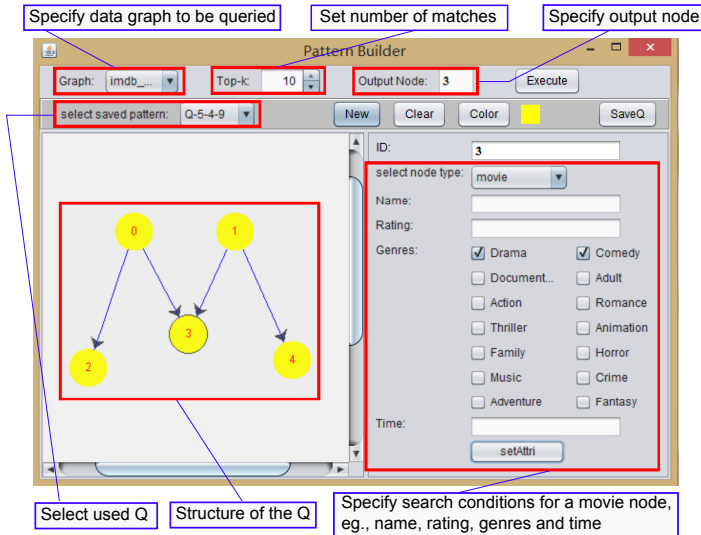 Specify data graph to be queried
Set number of matches
Specify output node
Pattern Builder
Graph: imdb_... Top-k: 10 Output Node: 3 Execute
select saved pattern: Q-5-4-9 New Clear Color SaveQ
ID: 3
select node type: movie
Name:
Rating:
Genres: Drama Comedy
Document... Adult
Action Romance
Thriller Animation
Family Horror
Music Crime
Adventure Fantasy
Time:
setAttri
0 1
3
2 4
Select used Q
Structure of the Q
Specify search conditions for a movie node,
eg., name, rating, genres and time